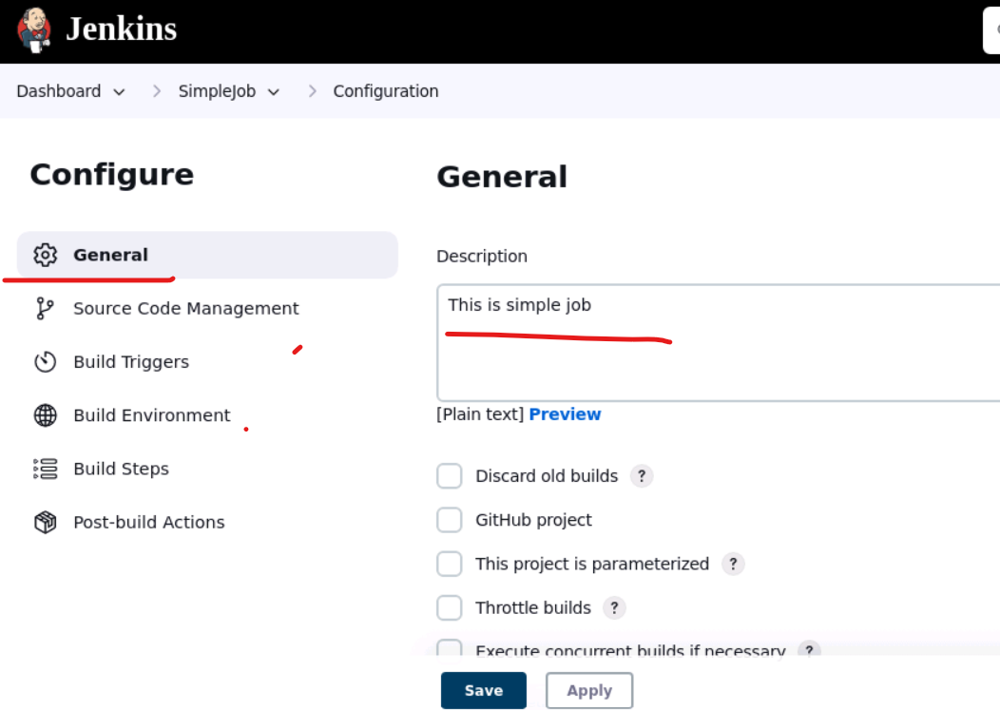 Jenkins
Dashboard
SimpleJob
Configuration
Configure
General
Source Code Management
Build Triggers
Build Environment
Build Steps
Post-build Actions
General
Description
This is simple job
[Plain text] Preview
Discard old builds ?
GitHub project
This project is parameterized ?
Throttle builds ?
Execute concurrent builds if necessary ?
Save Apply